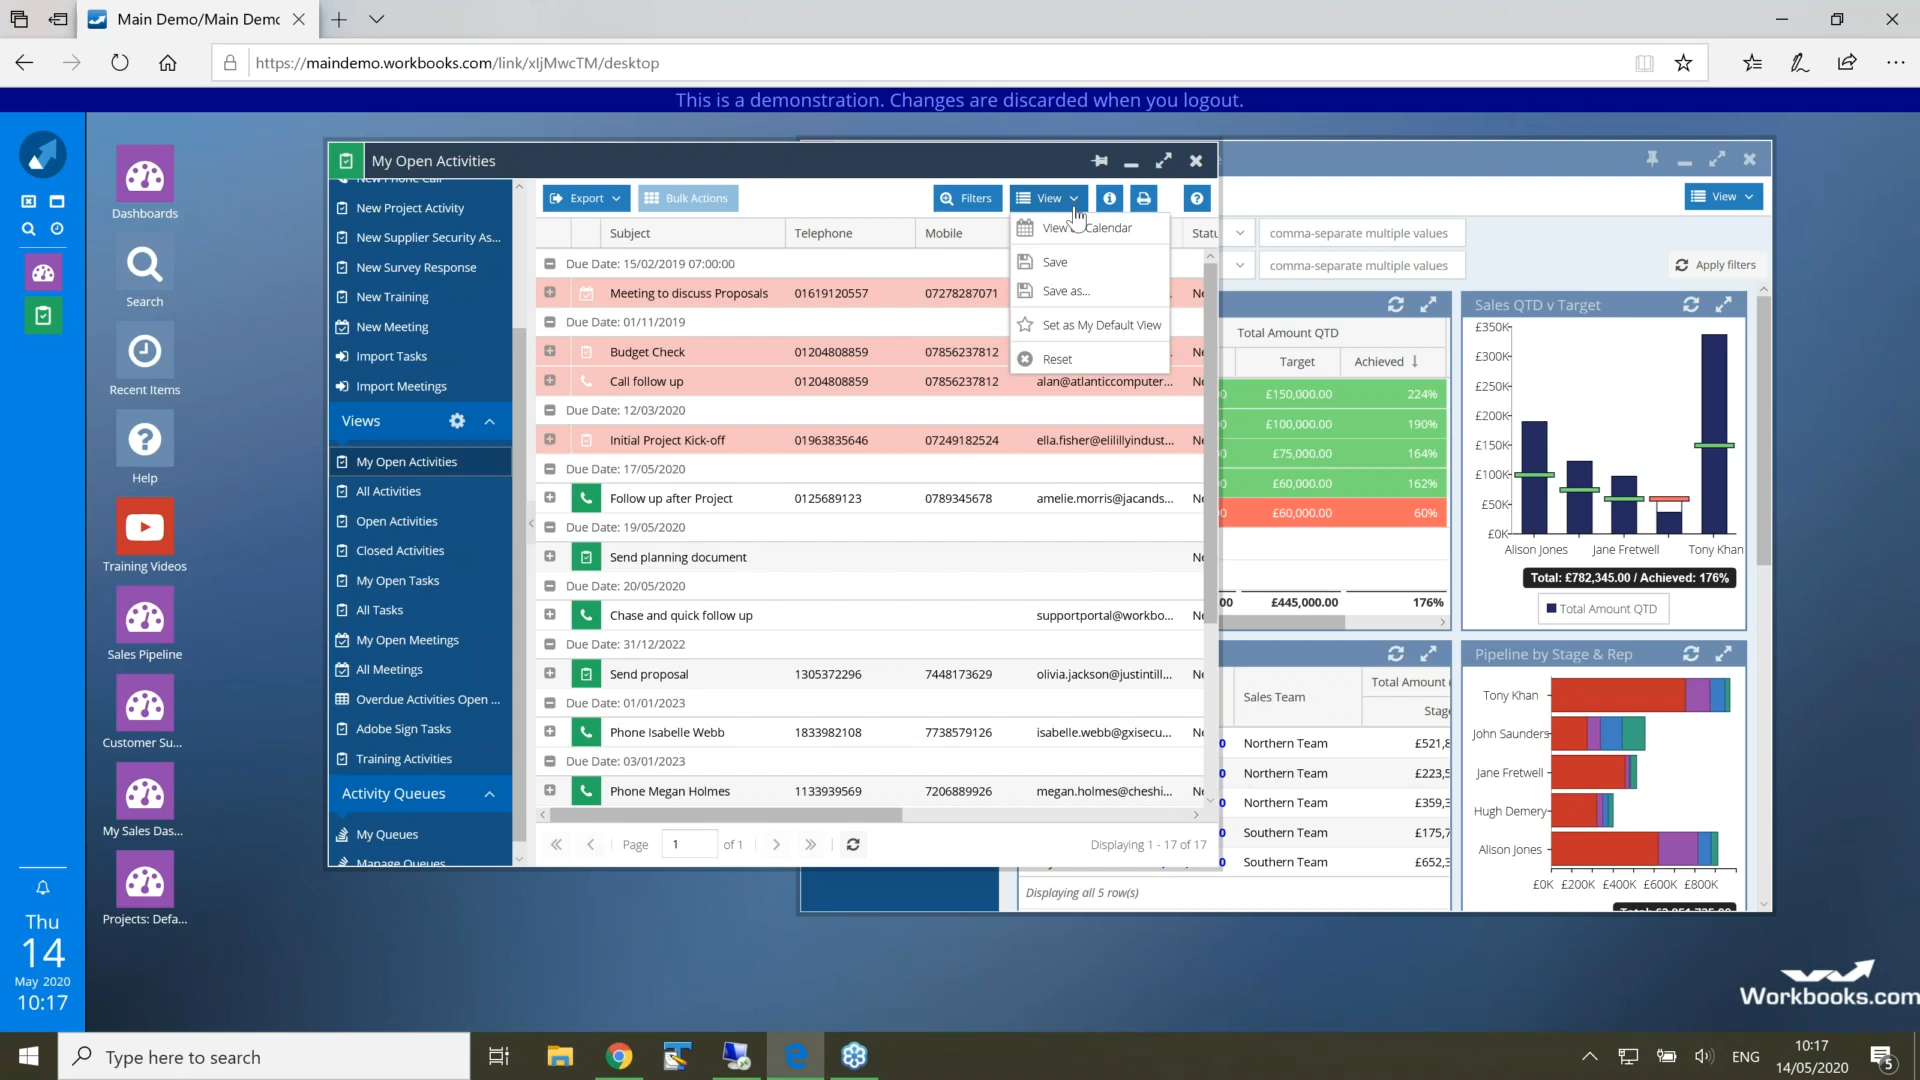 Main Demo/Main Demo
https://maindemo.workbooks.com/link/xljMwcTM/desktop
This is a demonstration. Changes are discarded when you logout.
Dashboards
Search
Recent Items
Help
Training Videos
Sales Pipeline
Customer Su...
My Sales Das...
Projects: Defa...
Thu
14
May 2020
10:17
My Open Activities
New Project Activity
New Supplier Security As...
New Survey Response
New Training
New Meeting
Import Tasks
Import Meetings
Views
My Open Activities
All Activities
Open Activities
Closed Activities
My Open Tasks
All Tasks
My Open Meetings
All Meetings
Overdue Activities Open ...
Adobe Sign Tasks
Training Activities
Activity Queues
My Queues
Manage Queues
Export
Bulk Actions
Filters
View
Subject Telephone Mobile
Due Date: 15/02/2019 07:00:00
Meeting to discuss Proposals 01619120557 07278287071
Due Date: 01/11/2019
Budget Check 01204808859 07856237812
Call follow up 01204808859 07856237812 alan@atlanticcomputer...
Due Date: 12/03/2020
Initial Project Kick-off 01963835646 07249182524 ella.fisher@elilillyindust...
Due Date: 17/05/2020
Follow up after Project 0125689123 0789345678 amelie.morris@jacands...
Due Date: 19/05/2020
Send planning document
Due Date: 20/05/2020
Chase and quick follow up supportportal@workbo...
Due Date: 31/12/2022
Send proposal 1305372296 7448173629 olivia.jackson@justintill...
Due Date: 01/01/2023
Phone Isabelle Webb 1833982108 7738579126 isabelle.webb@gxisecu...
Due Date: 03/01/2023
Phone Megan Holmes 1133939569 7206889926 megan.holmes@cheshi...
Page 1 of 1
Displaying 1 - 17 of 17
Calendar
Save
Save as...
Set as My Default View
Reset
View
comma-separate multiple values
comma-separate multiple values
Apply filters
Total Amount QTD
Target Achieved
£150,000.00 224%
£100,000.00 190%
£75,000.00 164%
£60,000.00 162%
£60,000.00 60%
£445,000.00 176%
Sales QTD v Target
£350K
£300K
£250K
£200K
£150K
£100K
£50K
£0K
Alison Jones Jane Fretwell Tony Khan
Total: £782,345.00 / Achieved: 176%
Total Amount QTD
Sales Team
Total Amount
Northern Team £521,8
Northern Team £223,5
Northern Team £359,3
Southern Team £175,7
Southern Team £652,3
Displaying all 5 row(s)
Pipeline by Stage & Rep
Tony Khan
John Saunders
Jane Fretwell
Hugh Demery
Alison Jones
£0K £200K £400K £600K £800K
Workbooks.com
Type here to search
ENG
10:17
14/05/2020
5